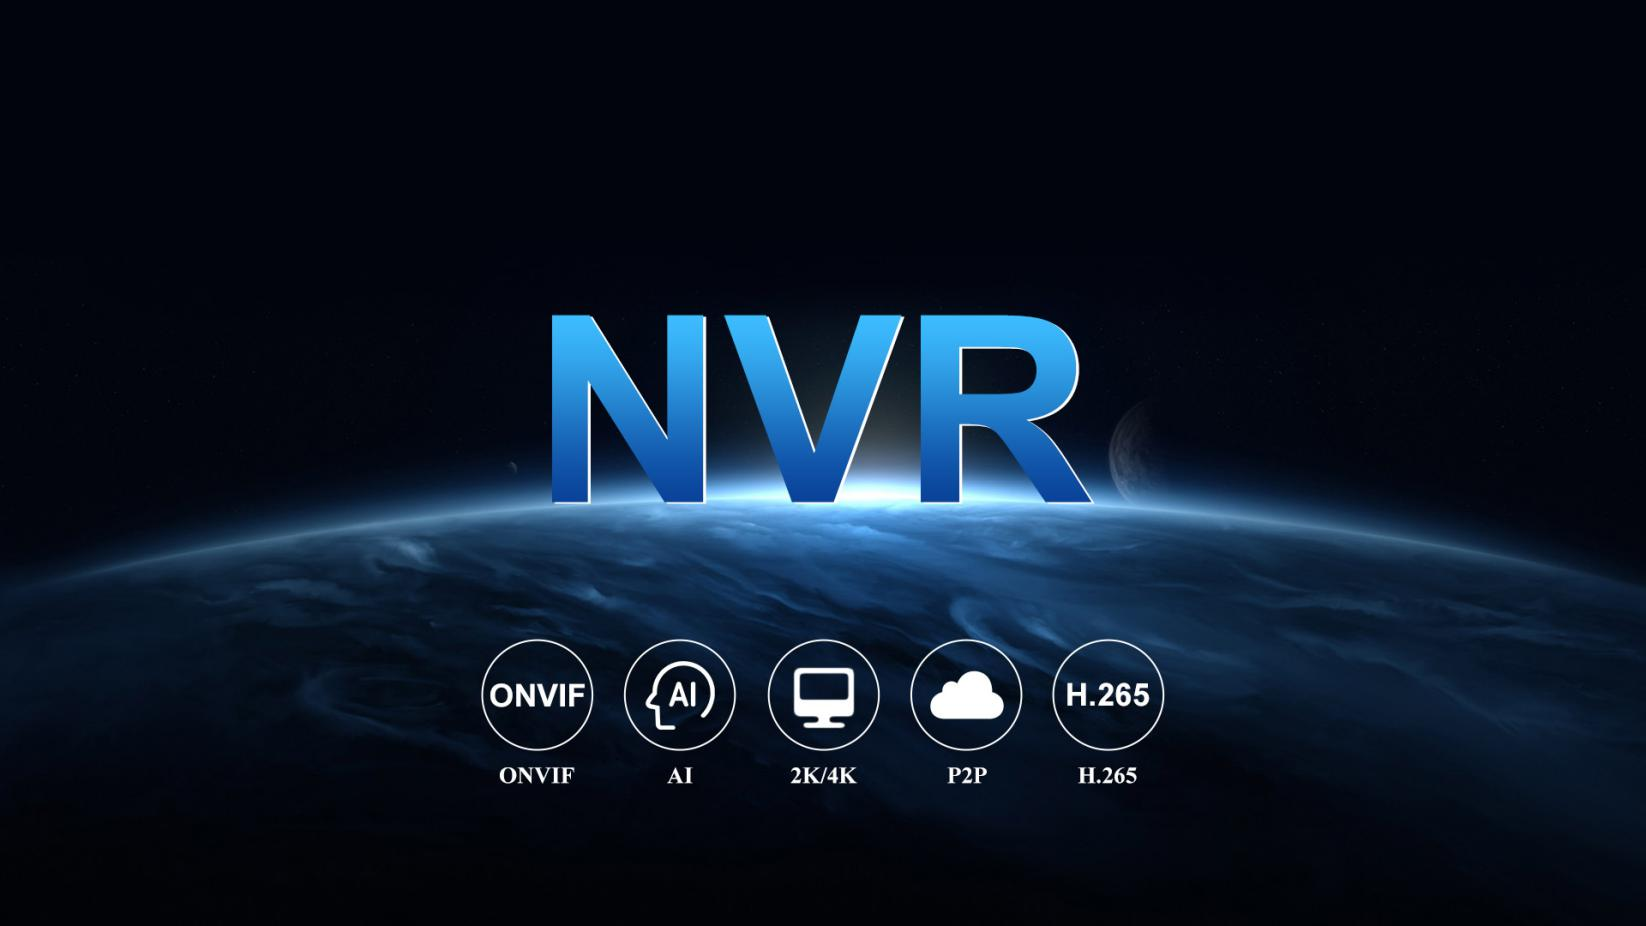 NVR
ONVIF AI H.265
ONVIF AI 2K/4K P2P H.265